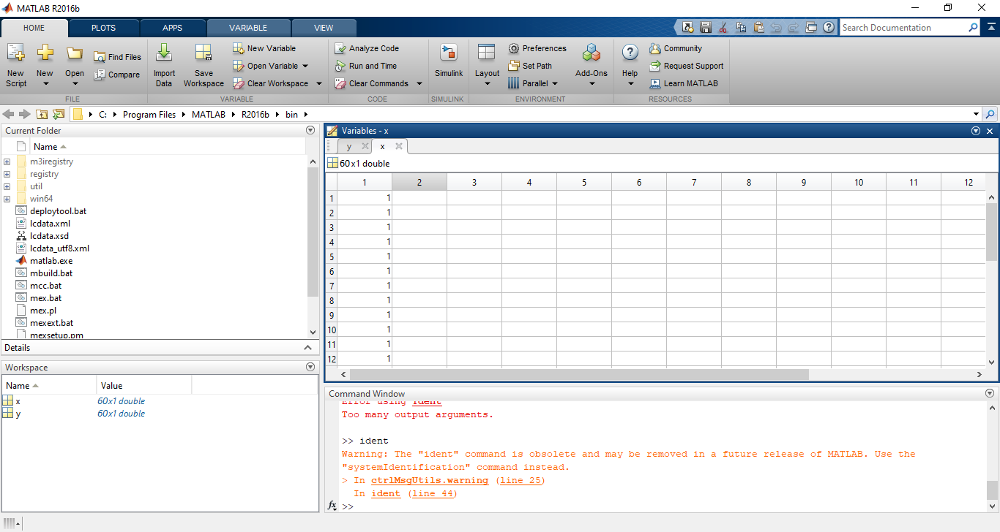 MATLAB R2016b
HOME PLOTS APPS VARIABLE VIEW
Search Documentation
New Script
New
Open
Find Files
Compare
FILE
Import Data
Save Workspace
New Variable
Open Variable
Clear Workspace
VARIABLE
Analyze Code
Run and Time
Clear Commands
CODE
Simulink
SIMULINK
Layout
Preferences
Set Path
Parallel
Add-Ons
ENVIRONMENT
Help
Community
Request Support
Learn MATLAB
RESOURCES
C: Program Files MATLAB R2016b bin
Current Folder
Name
m3iregistry
registry
util
win64
deploytool.bat
lcdata.xml
lcdata.xsd
lcdata_utf8.xml
matlab.exe
mbuild.bat
mcc.bat
mex.bat
mex.pl
mexext.bat
mexsetup.pm
Details
Workspace
Name Value
x 60x1 double
y 60x1 double
Variables - x
y x
60x1 double
1 2 3 4 5 6 7 8 9 10 11 12
1 1
2 1
3 1
4 1
5 1
6 1
7 1
8 1
9 1
10 1
11 1
12 1
Command Window
Error using ident
Too many output arguments.
>> ident
Warning: The "ident" command is obsolete and may be removed in a future release of MATLAB. Use the
"systemIdentification" command instead.
> In ctrlMsgUtils.warning (line 25)
In ident (line 44)
fx >>